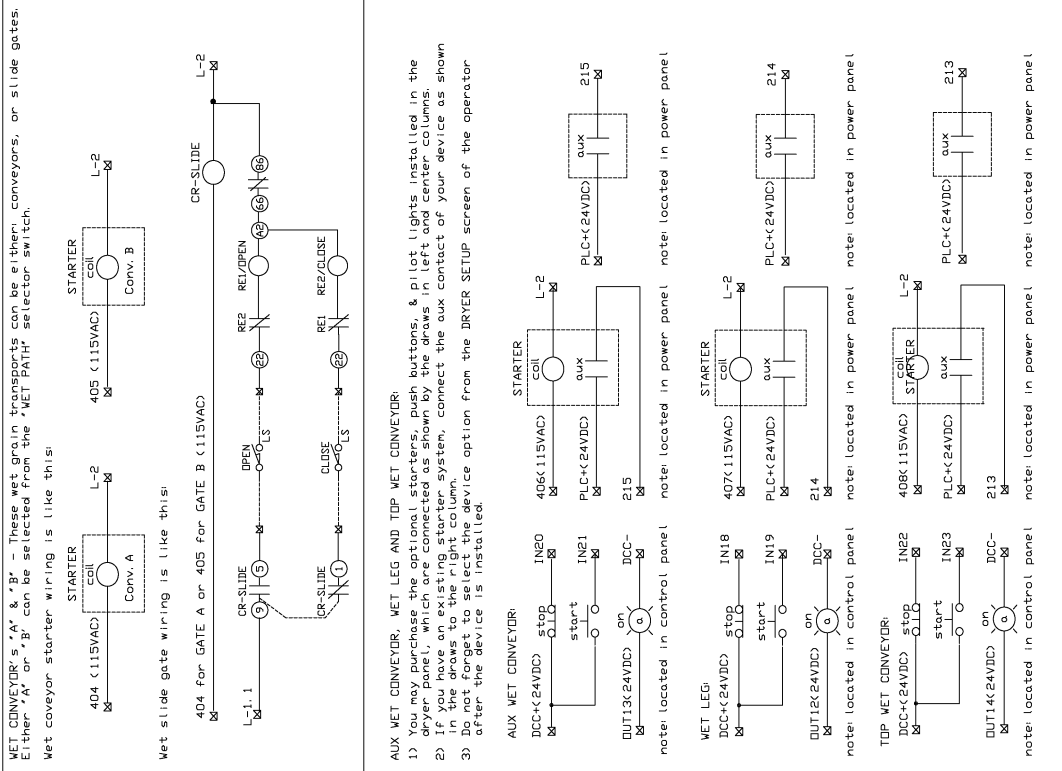 WET CONVEYOR'S "A" & "B" - These wet grain transports can be either: conveyors, or slide gates.
Either "A" or "B" can be selected from the "WET PATH" selector switch.
Wet coveyor starter wiring is like this:
STARTER
coil
404 (115VAC)
L-2
Conv. A
STARTER
coil
405 (115VAC)
L-2
Conv. B
Wet slide gate wiring is like this:
404 for GATE A or 405 for GATE B (115VAC)
CR-SLIDE
L-2
L-1.1
CR-SLIDE
9
5
OPEN
LS
22
RE2
RE1/OPEN
A2
66
86
CR-SLIDE
1
CLOSE
LS
22
RE1
RE2/CLOSE
AUX WET CONVEYOR, WET LEG AND TOP WET CONVEYOR:
1) You may purchase the optional starters, push buttons, & pilot lights installed in the
dryer panel, which are connected as shown by the draws in left and center columns.
2) If you have an existing starter system, connect the aux contact of your device as shown
in the draws to the right column.
3) Do not forget to select the device option from the DRYER SETUP screen of the operator
after the device is installed.
AUX WET CONVEYOR:
DCC+(24VDC)
stop
IN20
start
IN21
OUT13(24VDC)
on
a
DCC-
note: located in control panel
STARTER
coil
406(115VAC)
L-2
aux
PLC+(24VDC)
215
note: located in power panel
aux
PLC+(24VDC)
215
note: located in power panel
WET LEG:
DCC+(24VDC)
stop
IN18
start
IN19
OUT12(24VDC)
on
a
DCC-
note: located in control panel
STARTER
coil
407(115VAC)
L-2
aux
PLC+(24VDC)
214
note: located in power panel
aux
PLC+(24VDC)
214
note: located in power panel
TOP WET CONVEYOR:
DCC+(24VDC)
stop
IN22
start
IN23
OUT14(24VDC)
on
a
DCC-
note: located in control panel
coil
STARTER
408(115VAC)
L-2
aux
PLC+(24VDC)
213
note: located in power panel
aux
PLC+(24VDC)
213
note: located in power panel